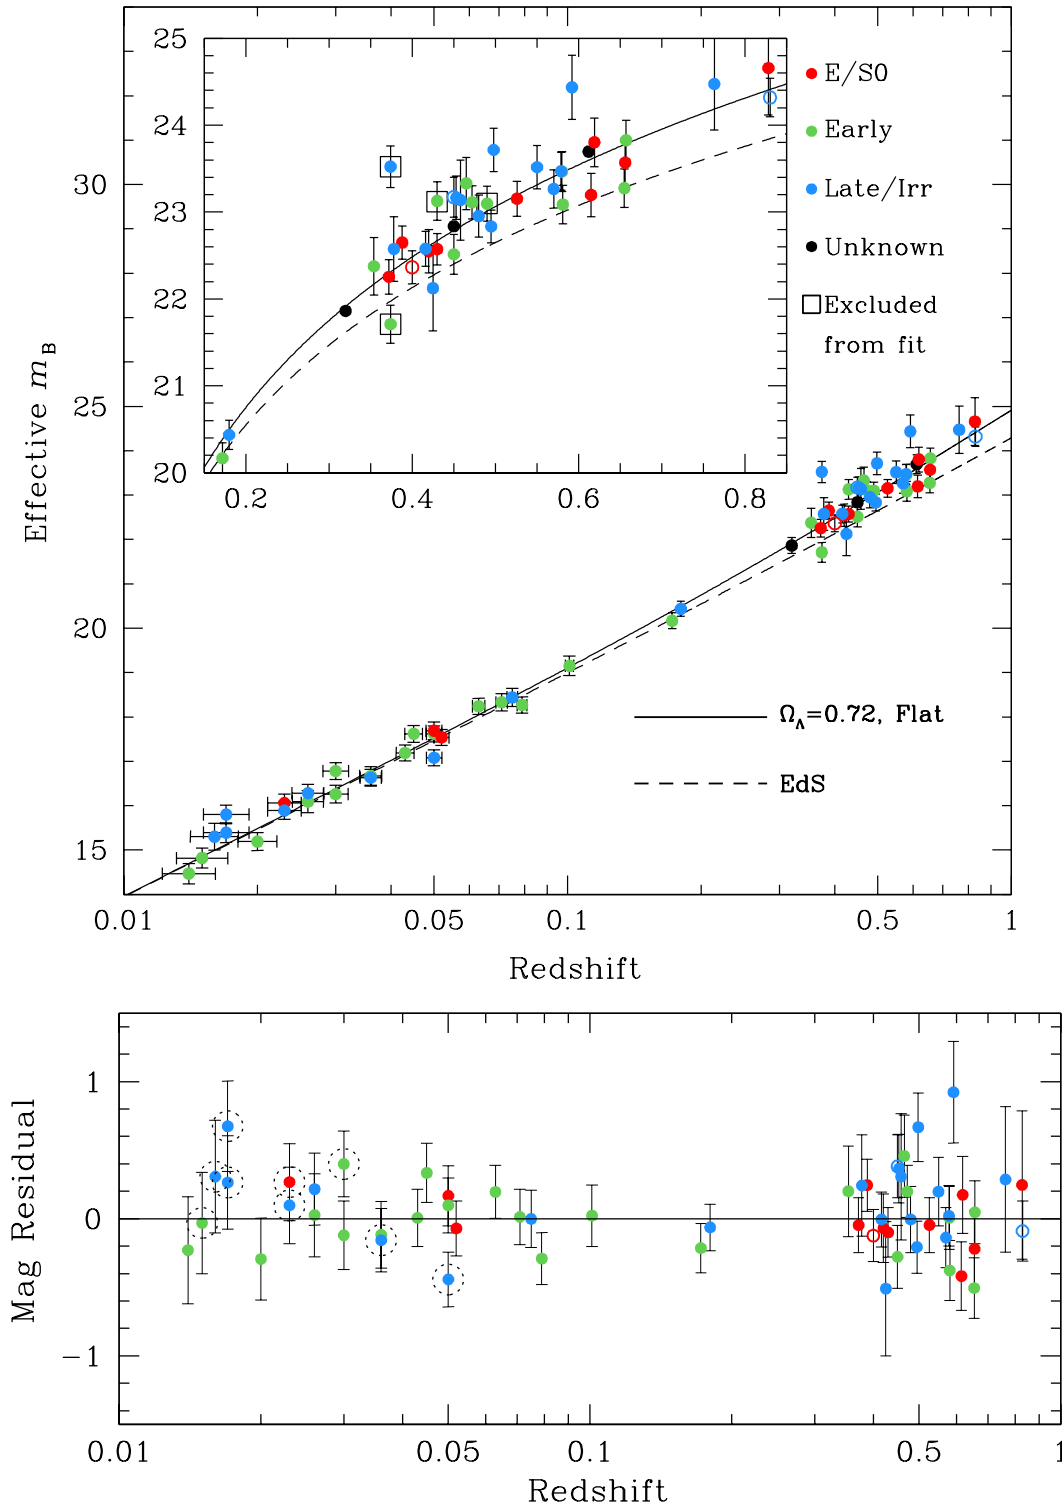 25
24
23
22
21
20
0.2 0.4 0.6 0.8
E/S0
Early
Late/Irr
Unknown
Excluded
from fit
30
25
20
15
Effective m_B
Ω_Λ=0.72, Flat
EdS
0.01 0.05 0.1 0.5 1
Redshift
1
0
−1
Mag Residual
0.01 0.05 0.1 0.5 1
Redshift